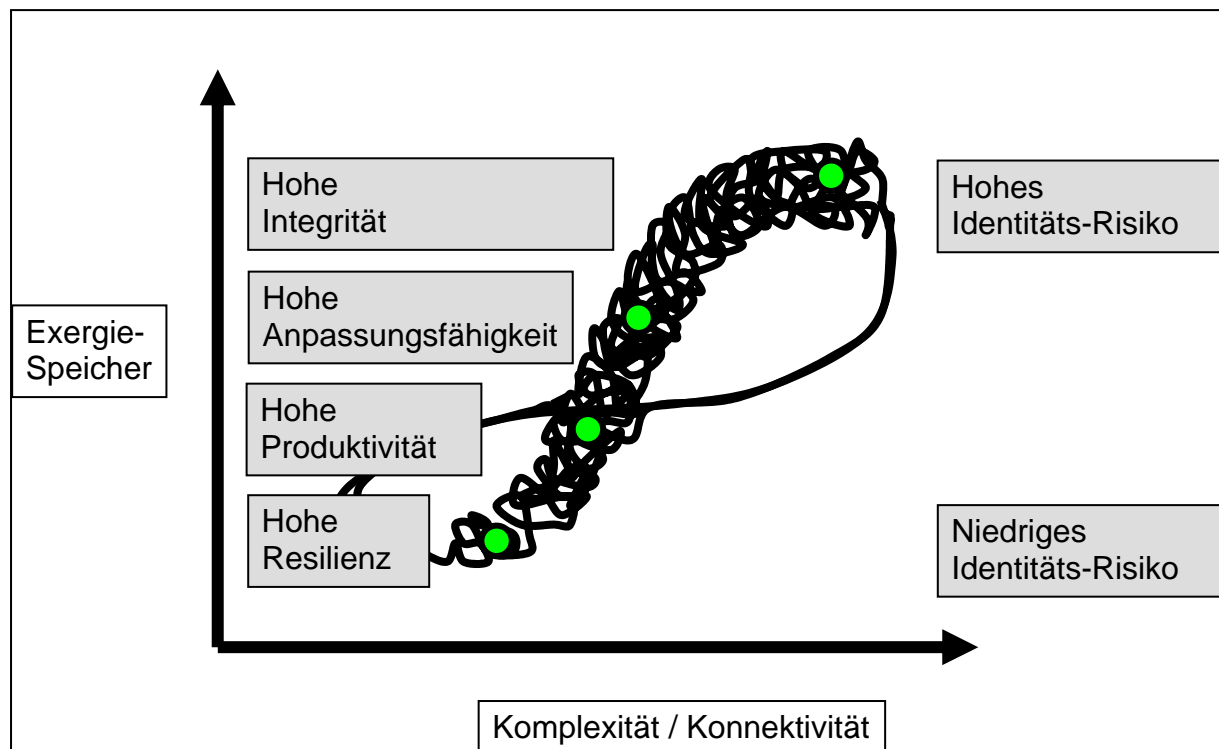 Hohe
Integrität
Hohes
Identitäts-Risiko
Hohe
Anpassungsfähigkeit
Exergie-
Speicher
Hohe
Produktivität
Hohe
Resilienz
Niedriges
Identitäts-Risiko
Komplexität / Konnektivität